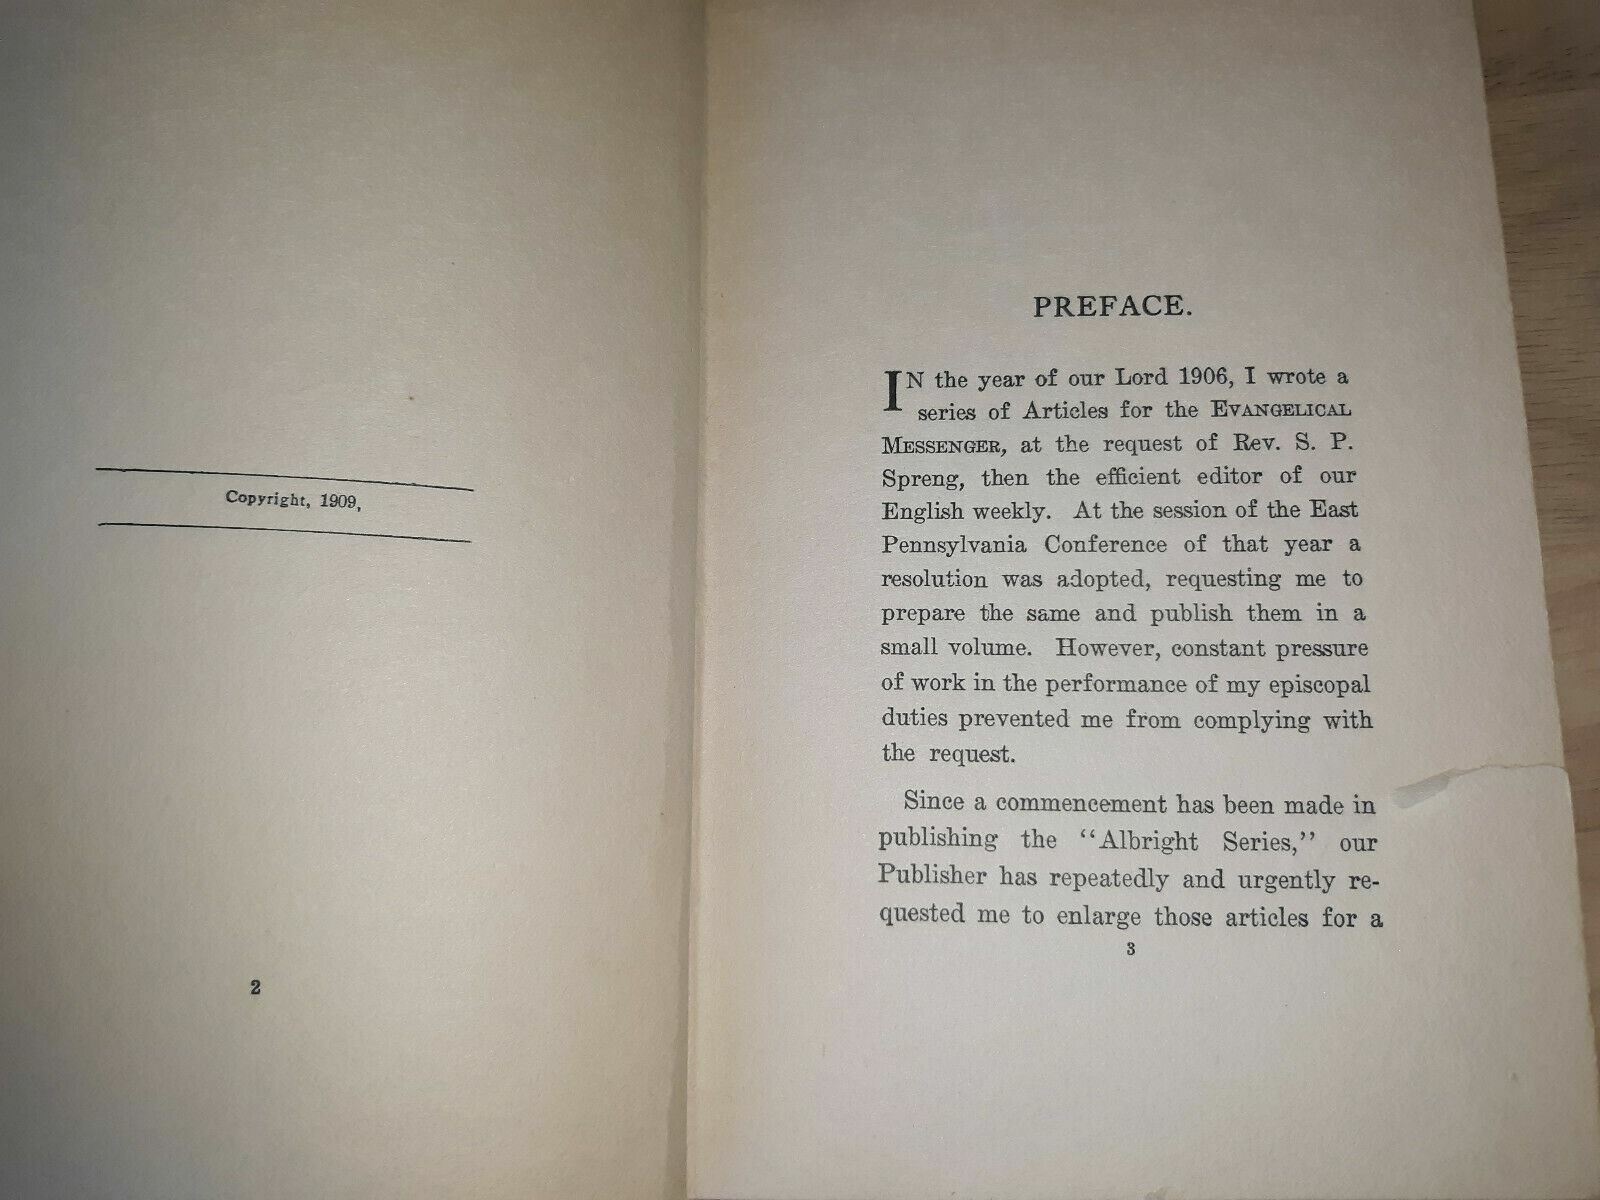 Copyright, 1909,
2
PREFACE.
IN the year of our Lord 1906, I wrote a
series of Articles for the EVANGELICAL
MESSENGER, at the request of Rev. S. P.
Spreng, then the efficient editor of our
English weekly. At the session of the East
Pennsylvania Conference of that year a
resolution was adopted, requesting me to
prepare the same and publish them in a
small volume. However, constant pressure
of work in the performance of my episcopal
duties prevented me from complying with
the request.
Since a commencement has been made in
publishing the "Albright Series," our
Publisher has repeatedly and urgently re-
quested me to enlarge those articles for a
3